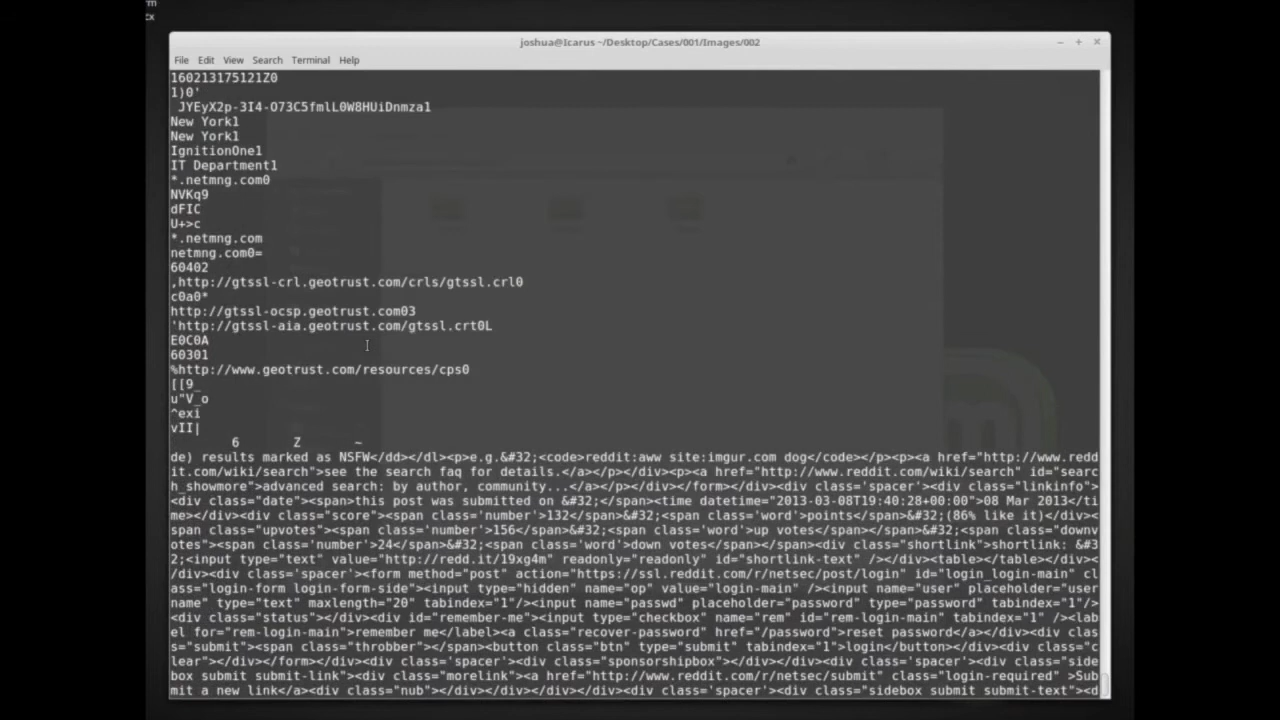 rm
cx
joshua@Icarus ~/Desktop/Cases/001/Images/002
File Edit View Search Terminal Help
160213175121Z0
1)0'
JYEyX2p-3I4-O73C5fmlL0W8HUiDnmza1
New York1
New York1
IgnitionOne1
IT Department1
*.netmng.com0
NVKq9
dFIC
U+>c
*.netmng.com
netmng.com0=
60402
,http://gtssl-crl.geotrust.com/crls/gtssl.crl0
c0a0*
http://gtssl-ocsp.geotrust.com03
'http://gtssl-aia.geotrust.com/gtssl.crt0L
E0C0A
60301
%http://www.geotrust.com/resources/cps0
[[9_
u"V_o
^exi
vII|
6 Z ~
de) results marked as NSFW</dd></dl><p>e.g.&#32;<code>reddit:aww site:imgur.com dog</code></p><p><a href="http://www.redd
it.com/wiki/search">see the search faq for details.</a></p></div><p><a href="http://www.reddit.com/wiki/search" id="searc
h_showmore">advanced search: by author, community...</a></p></div></form></div><div class='spacer'><div class="linkinfo">
<div class="date"><span>this post was submitted on &#32;</span><time datetime="2013-03-08T19:40:28+00:00">08 Mar 2013</ti
me></div><div class="score"><span class='number'>132</span>&#32;<span class='word'>points</span>&#32;(86% like it)</div><
span class="upvotes"><span class='number'>156</span>&#32;<span class='word'>up votes</span></span>&#32;<span class="downv
otes"><span class='number'>24</span>&#32;<span class='word'>down votes</span></span><div class="shortlink">shortlink: &#3
2;<input type="text" value="http://redd.it/19xg4m" readonly="readonly" id="shortlink-text" /></div><table></table></div><
/div><div class='spacer'><form method="post" action="https://ssl.reddit.com/r/netsec/post/login" id="login_login-main" cl
ass="login-form login-form-side"><input type="hidden" name="op" value="login-main" /><input name="user" placeholder="user
name" type="text" maxlength="20" tabindex="1"/><input name="passwd" placeholder="password" type="password" tabindex="1"/>
<div class="status"></div><div id="remember-me"><input type="checkbox" name="rem" id="rem-login-main" tabindex="1" /><lab
el for="rem-login-main">remember me</label><a class="recover-password" href="/password">reset password</a></div><div clas
s="submit"><span class="throbber"></span><button class="btn" type="submit" tabindex="1">login</button></div><div class="c
lear"></div></form></div><div class='spacer'><div class="sponsorshipbox"></div></div><div class='spacer'><div class="side
box submit submit-link"><div class="morelink"><a href="http://www.reddit.com/r/netsec/submit" class="login-required" >Sub
mit a new link</a><div class="nub"></div></div></div></div><div class='spacer'><div class="sidebox submit submit-text"><d